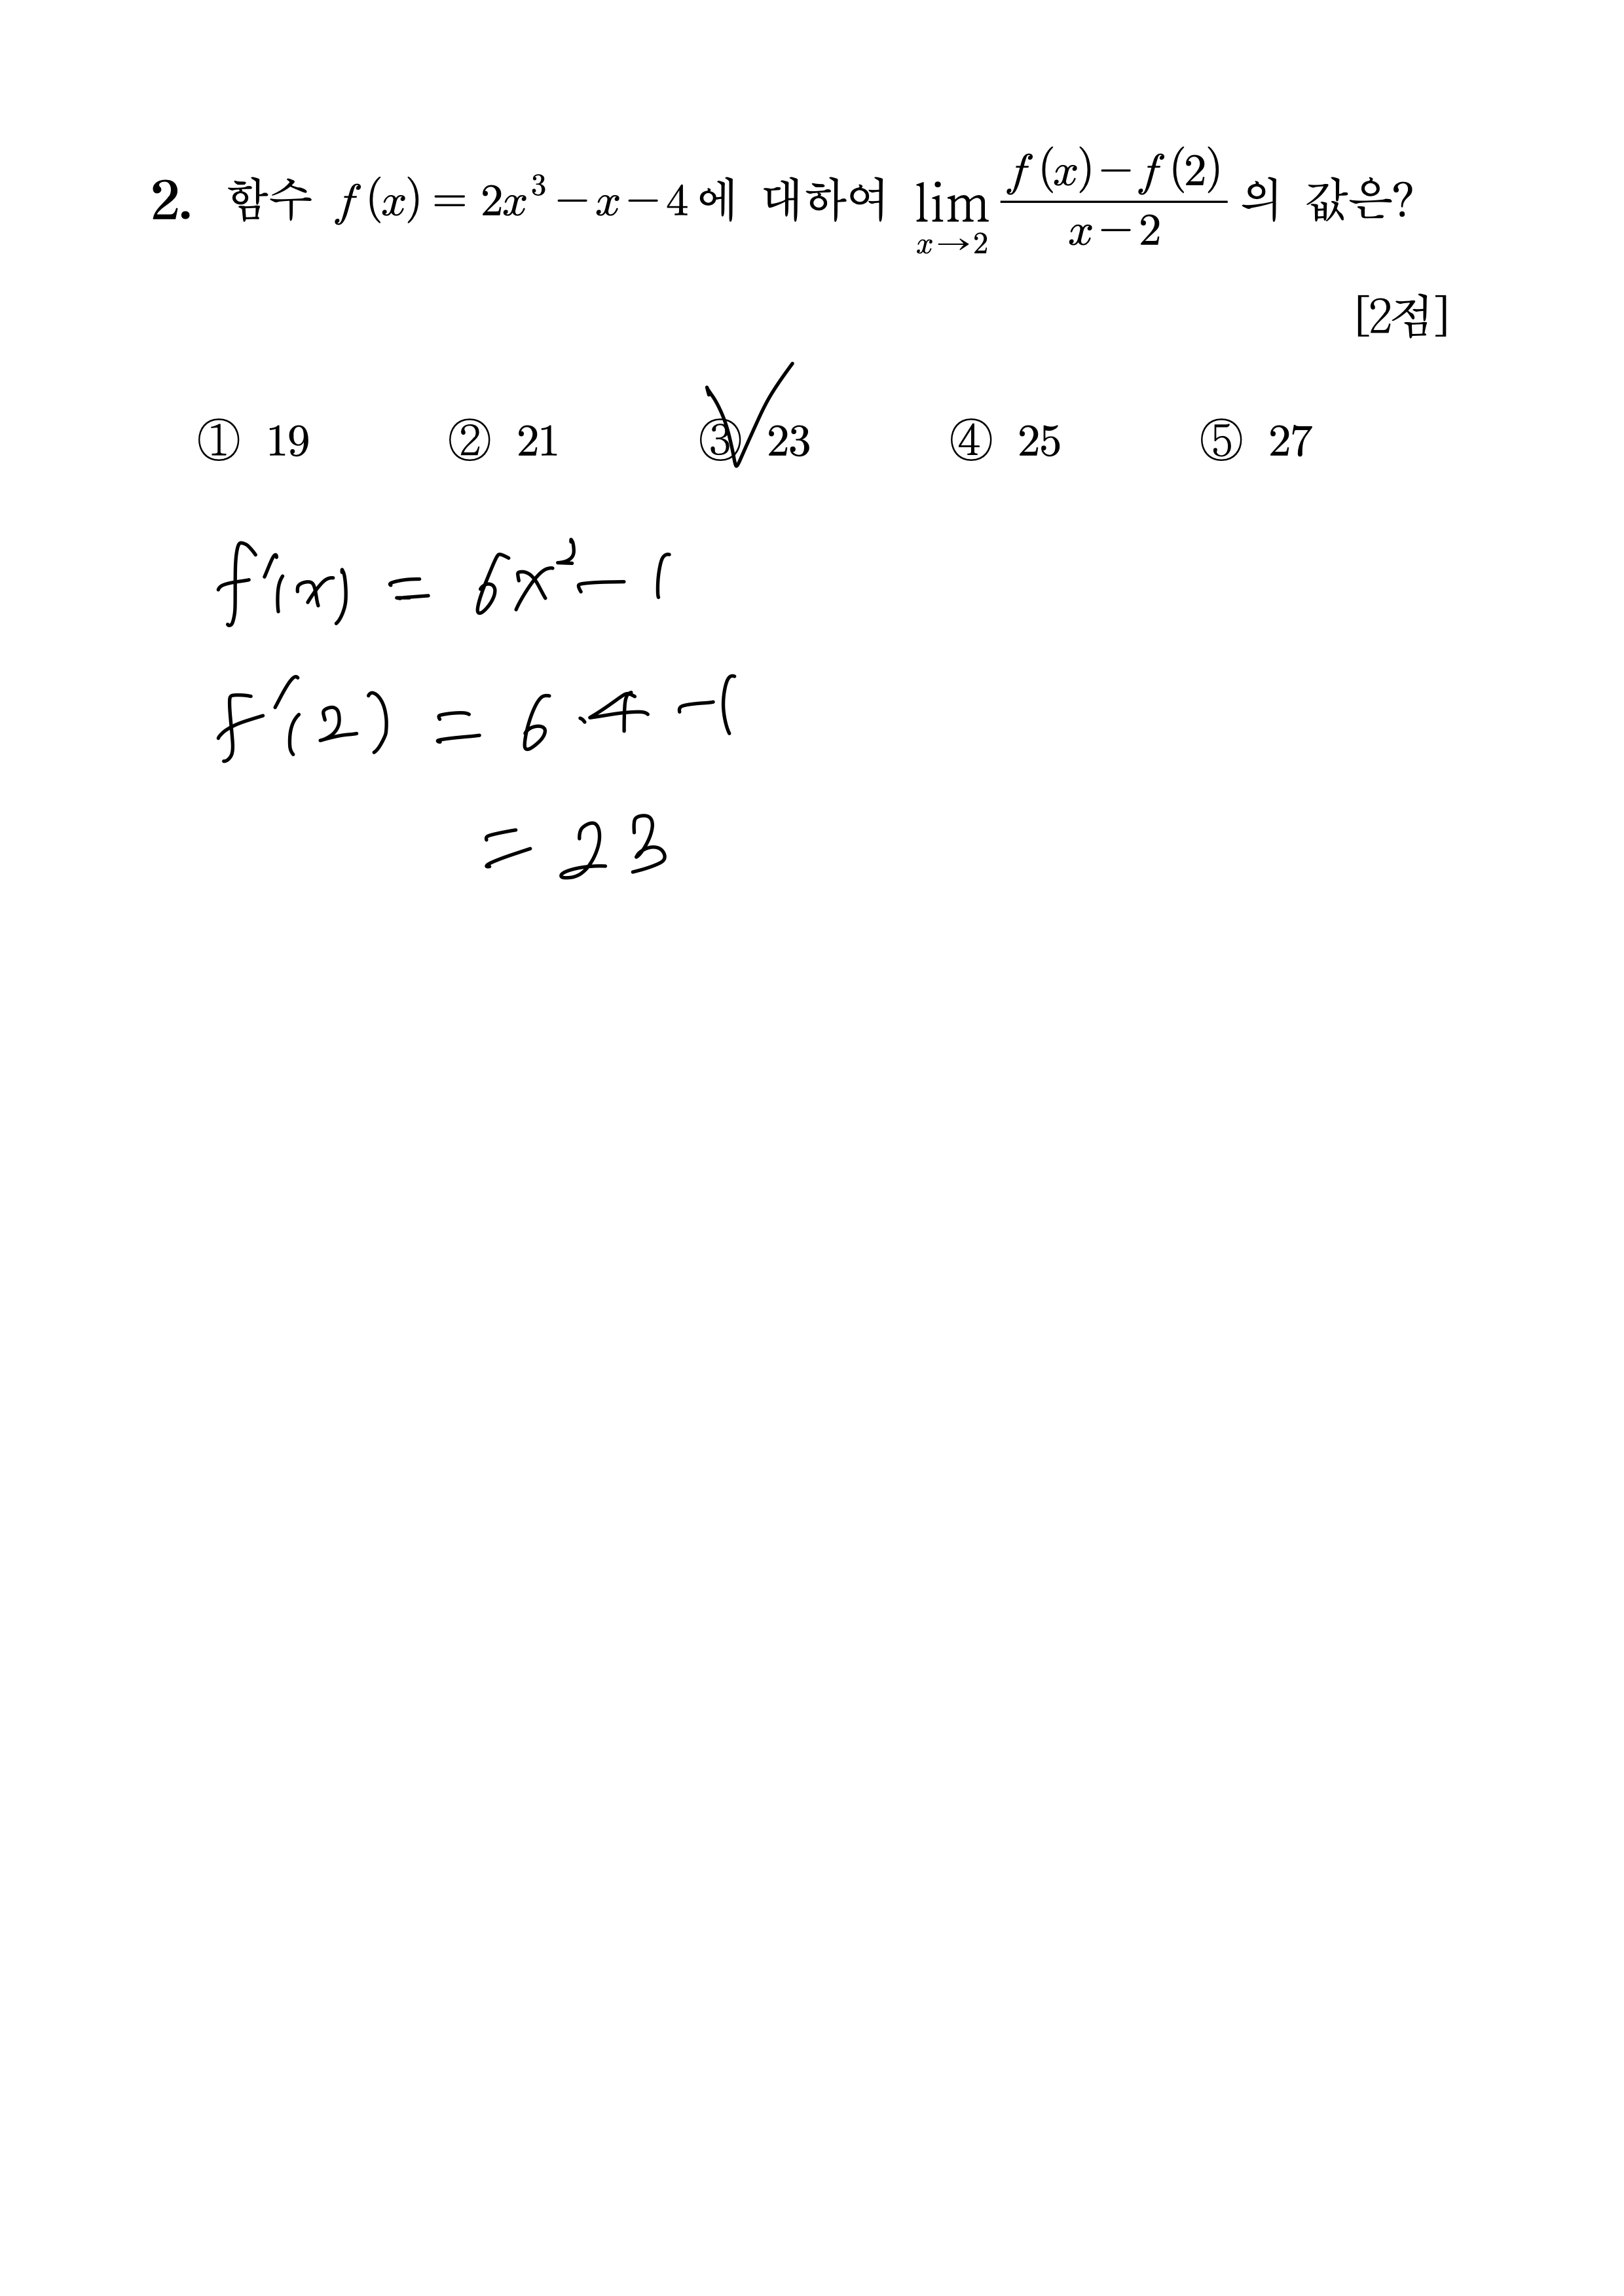 2. 함수 f(x) = 2x³ − x − 4에 대하여 lim_{x→2} (f(x) − f(2))/(x − 2) 의 값은?
[2점]
① 19 ② 21 ③ 23 ④ 25 ⑤ 27
f'(x) = 6x² − 1
f'(2) = 6·4 − 1
= 23